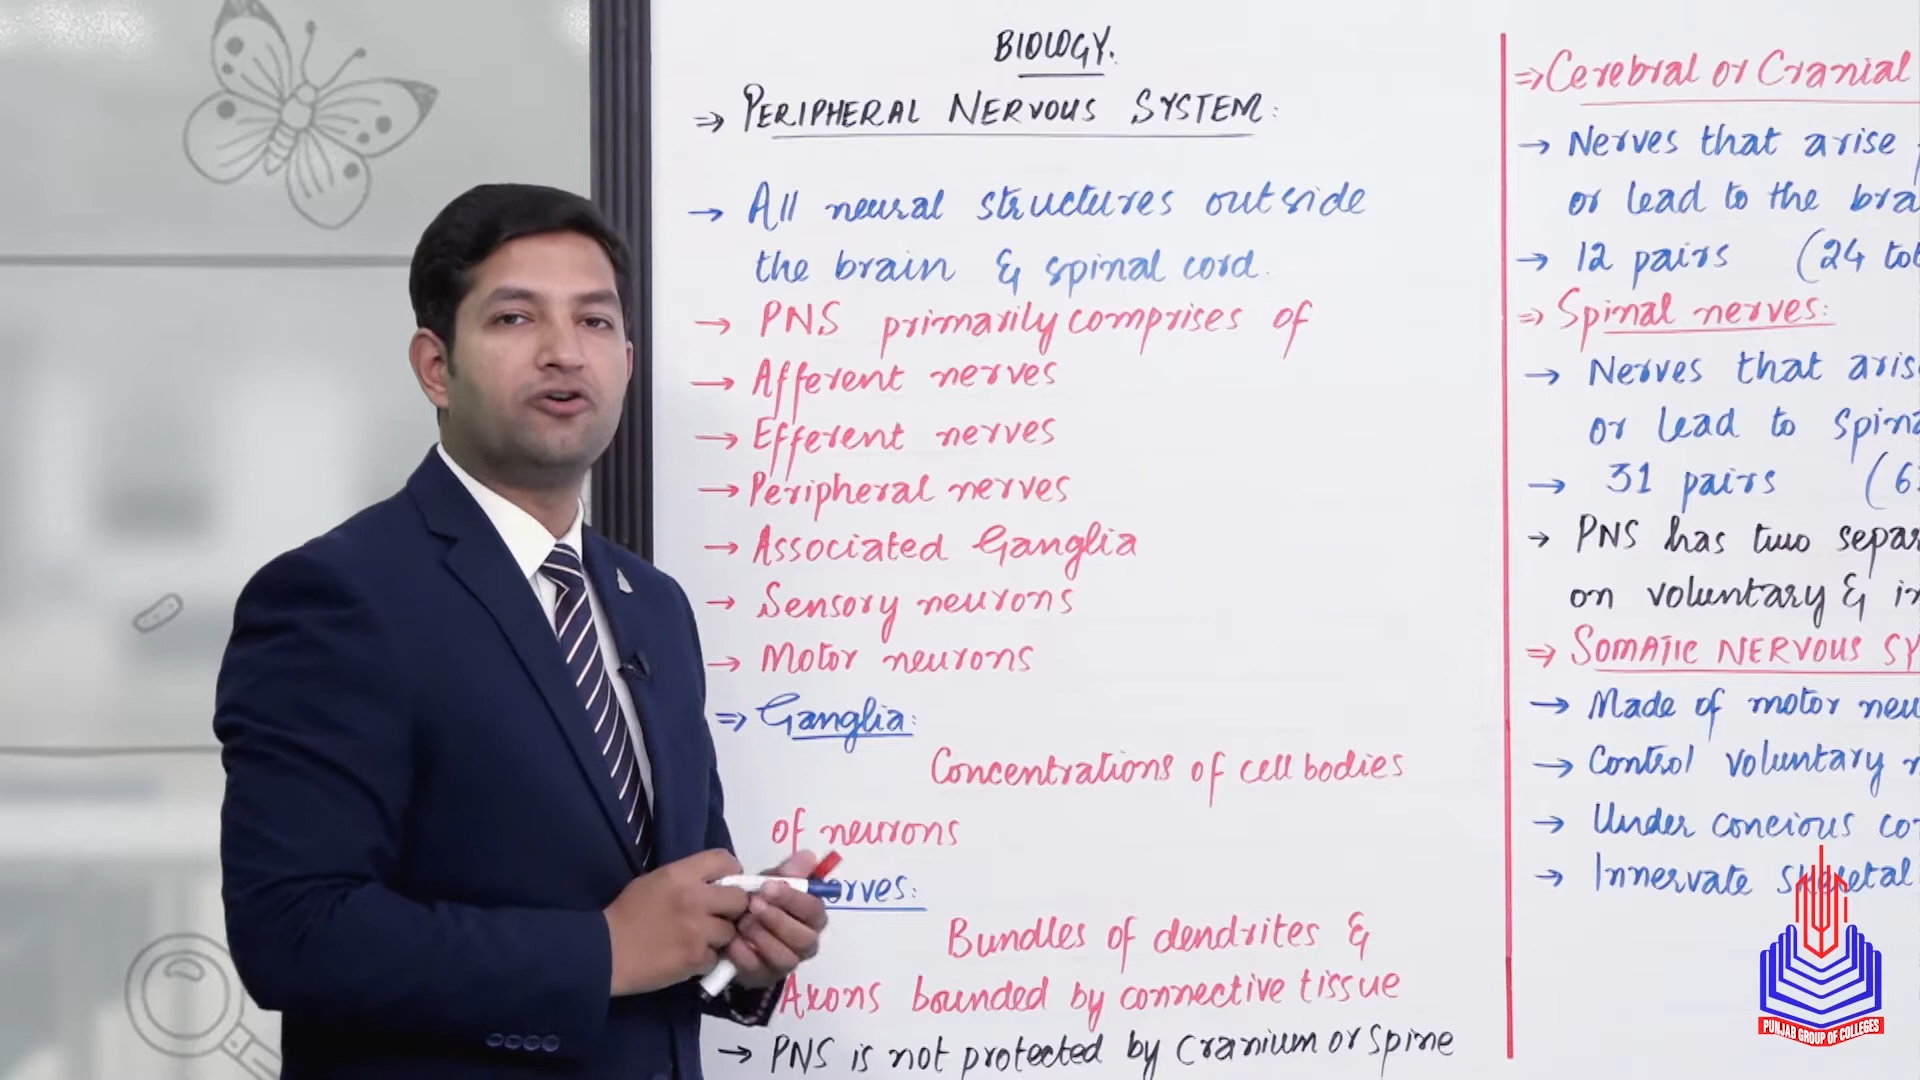 BIOLOGY.
⇒ PERIPHERAL NERVOUS SYSTEM:
→ All neural structures outside
the brain & spinal cord.
→ PNS primarily comprises of
→ Afferent nerves
→ Efferent nerves
→ Peripheral nerves
→ Associated Ganglia
→ Sensory neurons
→ Motor neurons
⇒ Ganglia:
Concentrations of cell bodies
of neurons
Bundles of dendrites &
Axons bounded by connective tissue
→ PNS is not protected by cranium or spine
⇒ Cerebral or Cranial
→ Nerves that arise
or lead to the
→ 12 pairs (24
⇒ Spinal nerves:
→ Nerves that
or lead to
→ 31 pairs
→ PNS has two
on voluntary &
⇒ SOMATIC NERVOUS
→ Made of motor
→ Control voluntary
→ Under concious
→ Innervate skeletal
PUNJAB GROUP OF COLLEGES